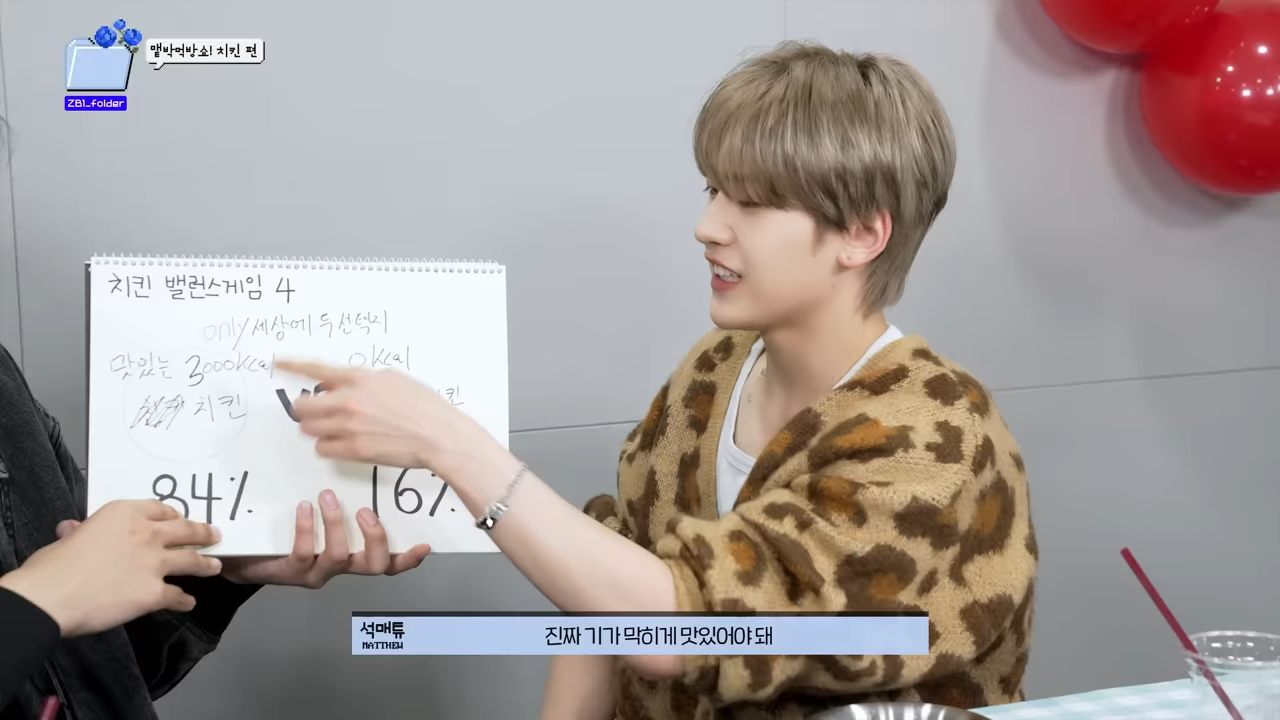 맽박먹방쇼! 치킨 편
ZB1_folder
치킨 밸런스게임 4
only 세상에 두 선택지
맛있는 3000kcal
0kcal
치킨
84%
16%
석매튜
MATTHEW
진짜 기가 막히게 맛있어야 돼